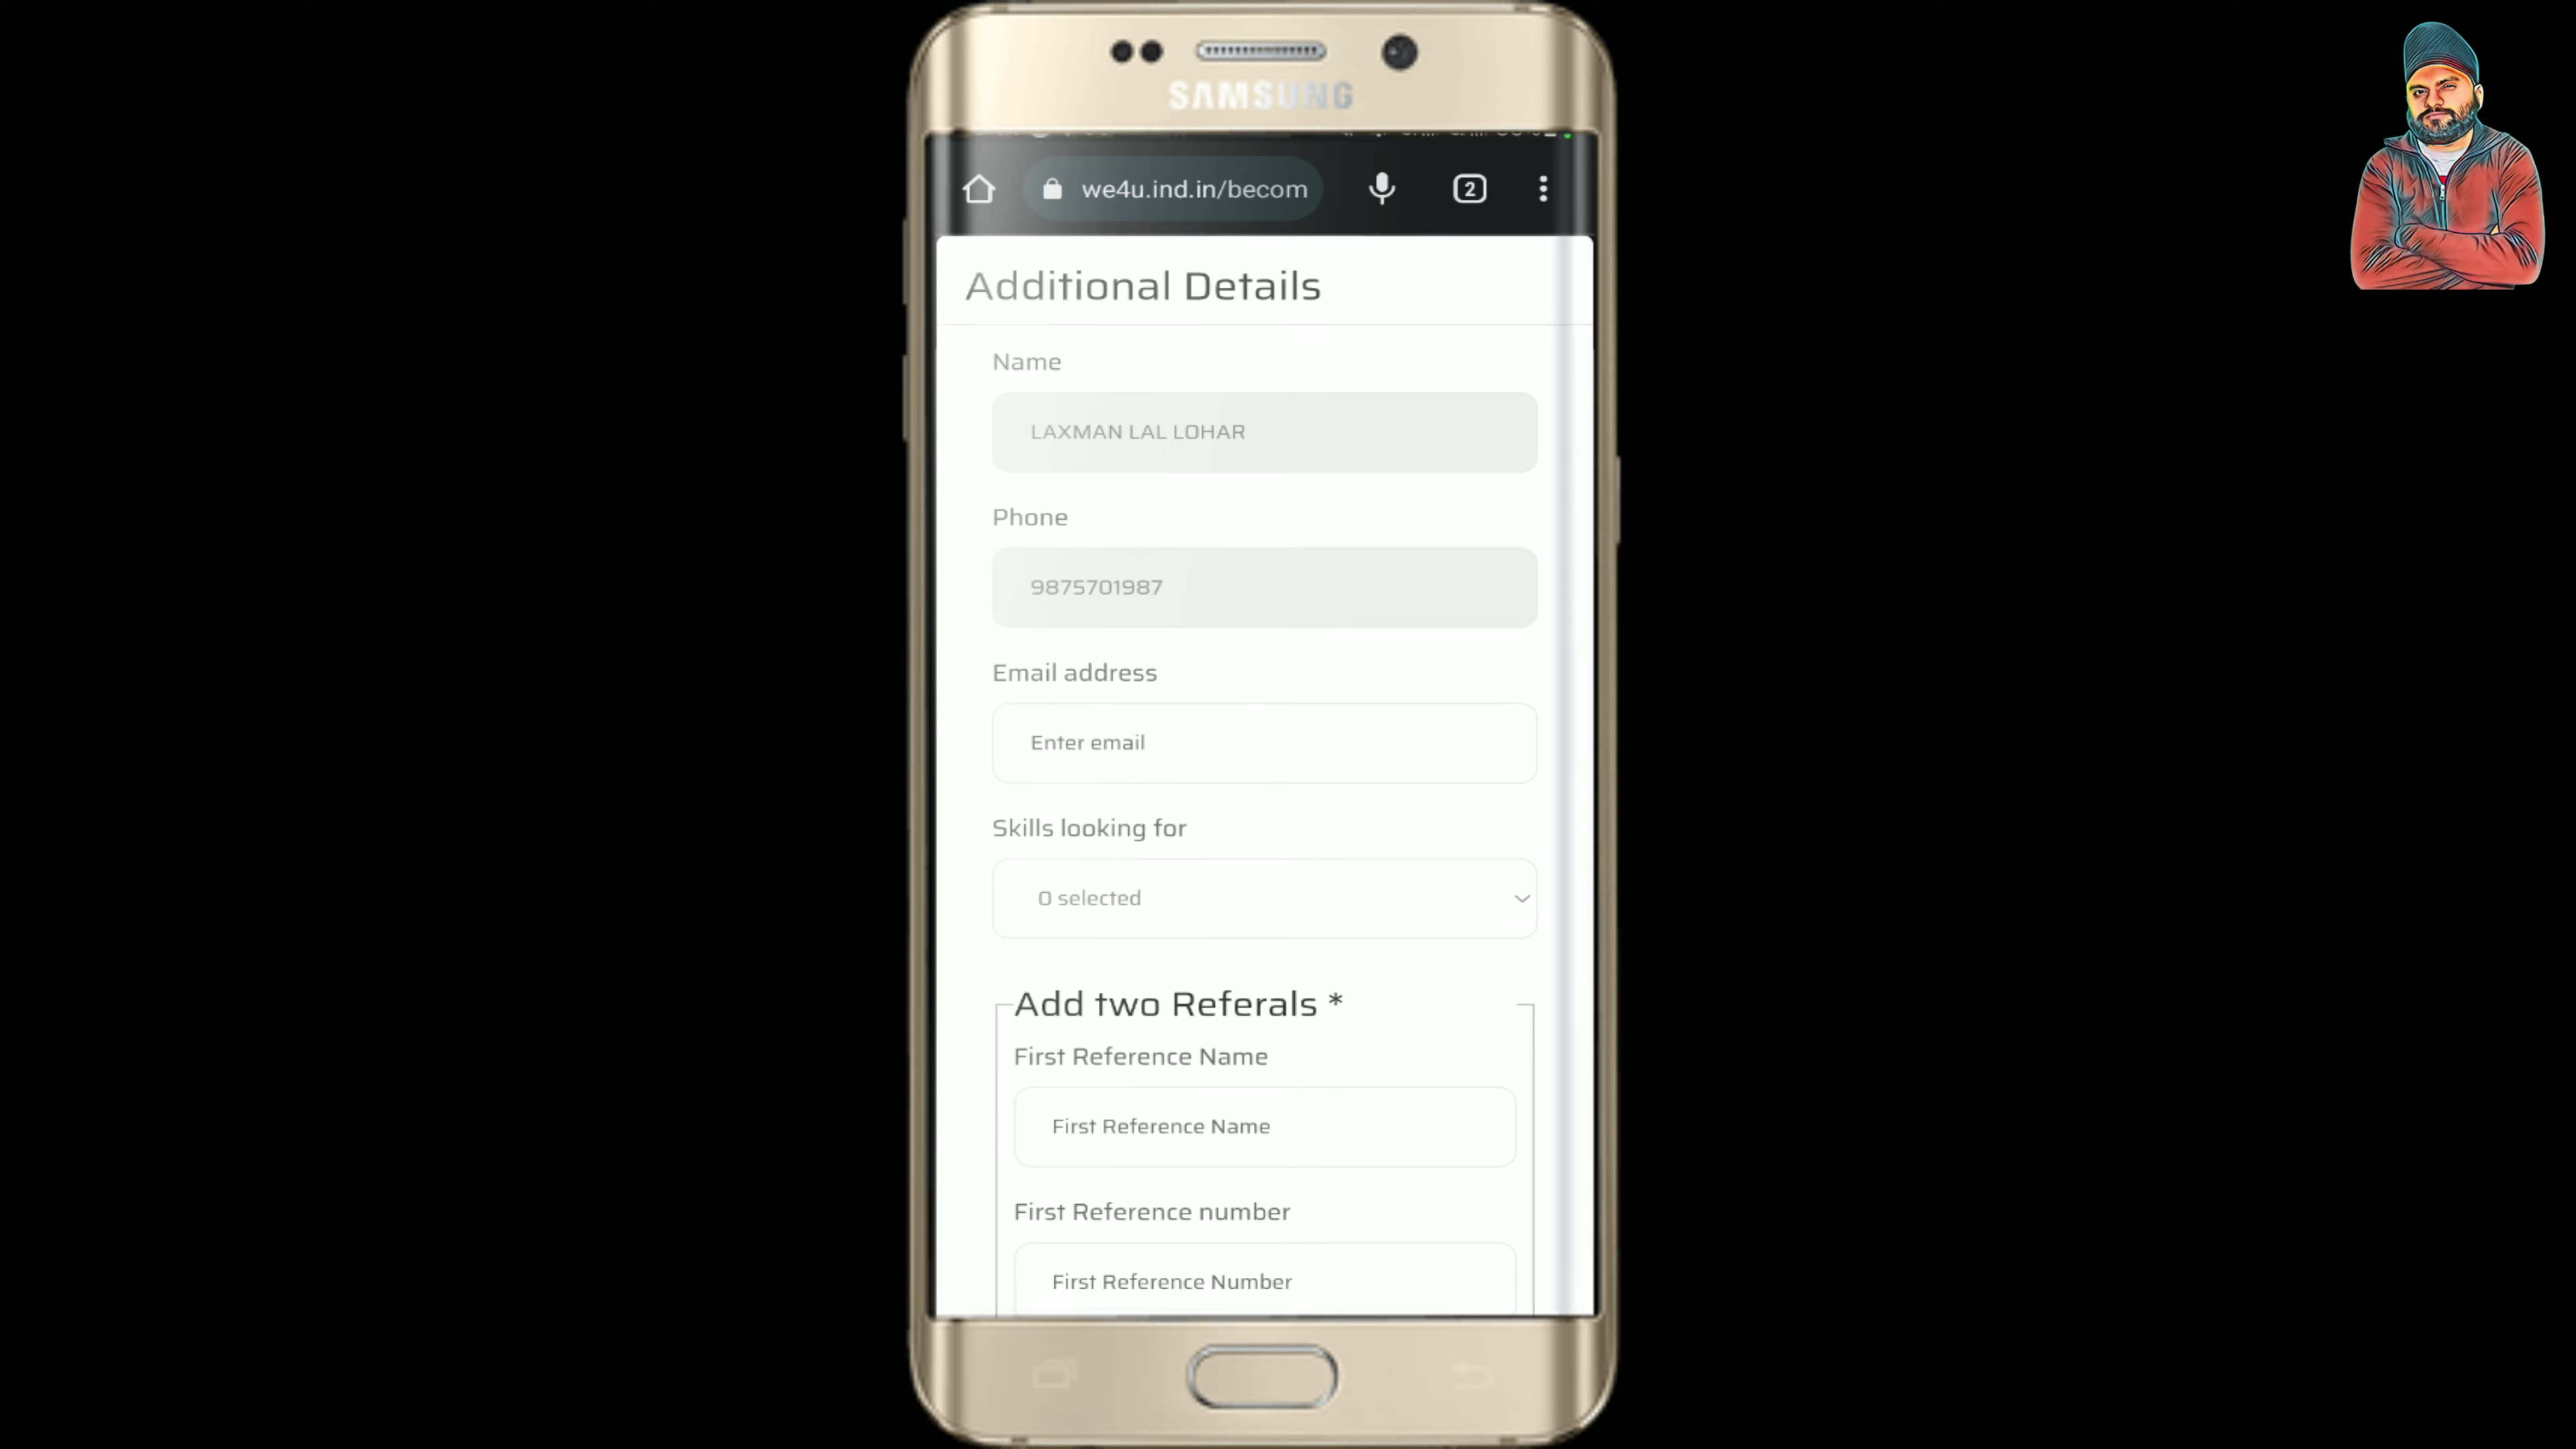 SAMSUNG
we4u.ind.in/becom
2
Additional Details
Name
LAXMAN LAL LOHAR
Phone
9875701987
Email address
Enter email
Skills looking for
0 selected
Add two Referals *
First Reference Name
First Reference Name
First Reference number
First Reference Number